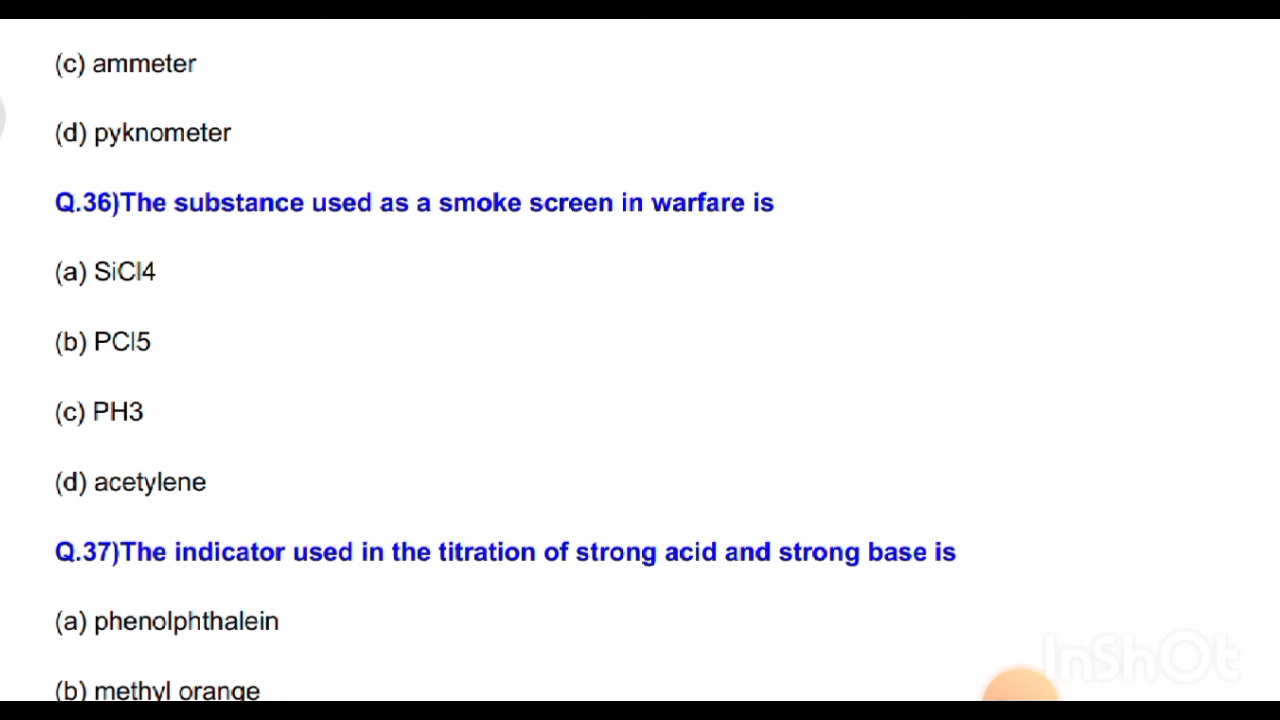 (c) ammeter
(d) pyknometer
Q.36)The substance used as a smoke screen in warfare is
(a) SiCl4
(b) PCl5
(c) PH3
(d) acetylene
Q.37)The indicator used in the titration of strong acid and strong base is
(a) phenolphthalein
InShOt
(b) methyl orange